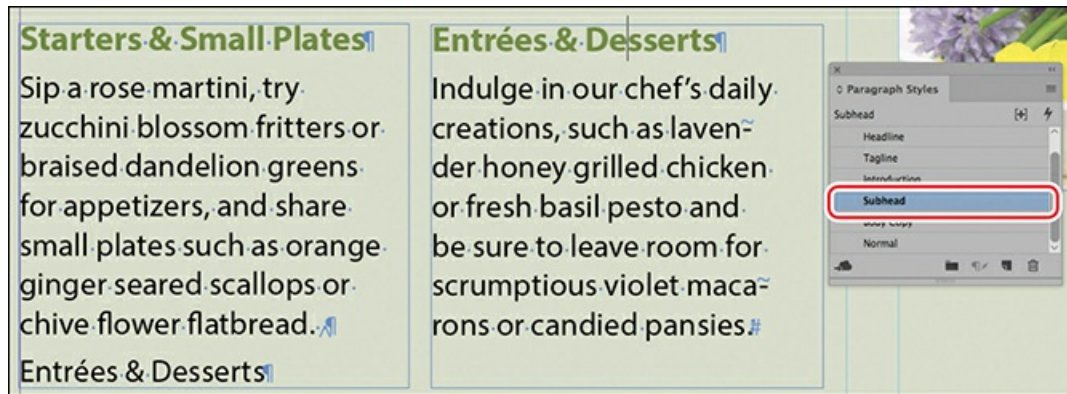 Starters & Small Plates¶
Sip a rose martini, try
zucchini blossom fritters or
braised dandelion greens
for appetizers, and share
small plates such as orange
ginger seared scallops or
chive flower flatbread. ¶
Entrées & Desserts¶
Entrées & Desserts¶
Indulge in our chef’s daily
creations, such as laven-
der honey grilled chicken
or fresh basil pesto and
be sure to leave room for
scrumptious violet maca-
rons or candied pansies.#
Paragraph Styles
Subhead
Headline
Tagline
Introduction
Subhead
Body Copy
Normal